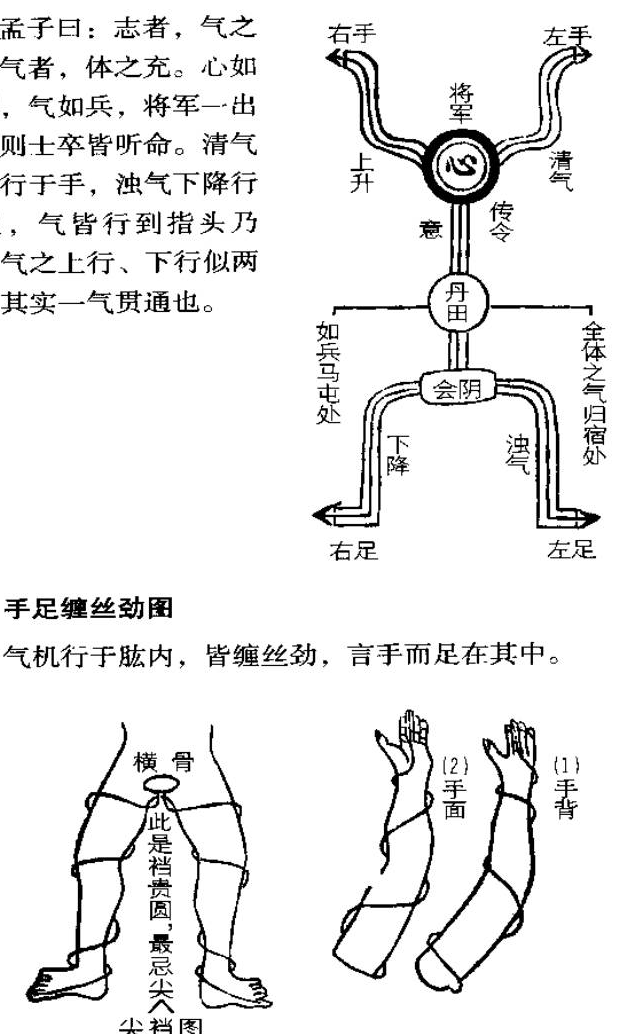 孟子曰：志者，气之
气者，体之充。心如
，气如兵，将军一出
则士卒皆听命。清气
行于手，浊气下降行
，气皆行到指头乃
气之上行、下行似两
其实一气贯通也。
右手
左手
将军
心
上升
清气
意
传令
丹田
如兵马屯处
全体之气归宿处
会阴
下降
浊气
右足
左足
手足缠丝劲图
气机行于肱内，皆缠丝劲，言手而足在其中。
横骨
此是裆贵圆，最忌尖
尖裆图
(2)手面
(1)手背